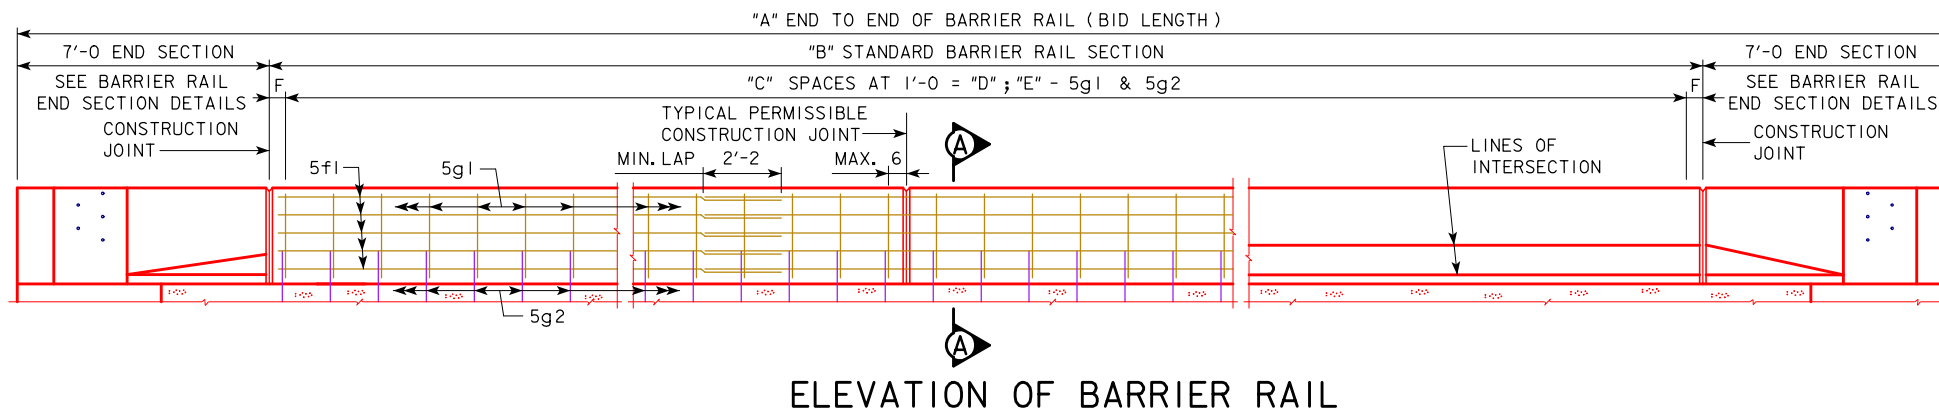 "A" END TO END OF BARRIER RAIL (BID LENGTH)
7'-0 END SECTION
"B" STANDARD BARRIER RAIL SECTION
7'-0 END SECTION
SEE BARRIER RAIL
END SECTION DETAILS
F
"C" SPACES AT 1'-0 = "D"; "E" - 5g1 & 5g2
F
SEE BARRIER RAIL
END SECTION DETAILS
CONSTRUCTION
JOINT
TYPICAL PERMISSIBLE
CONSTRUCTION JOINT
A
CONSTRUCTION
JOINT
LINES OF
INTERSECTION
5f1
5g1
MIN. LAP
2'-2
MAX. 6
5g2
A
ELEVATION OF BARRIER RAIL